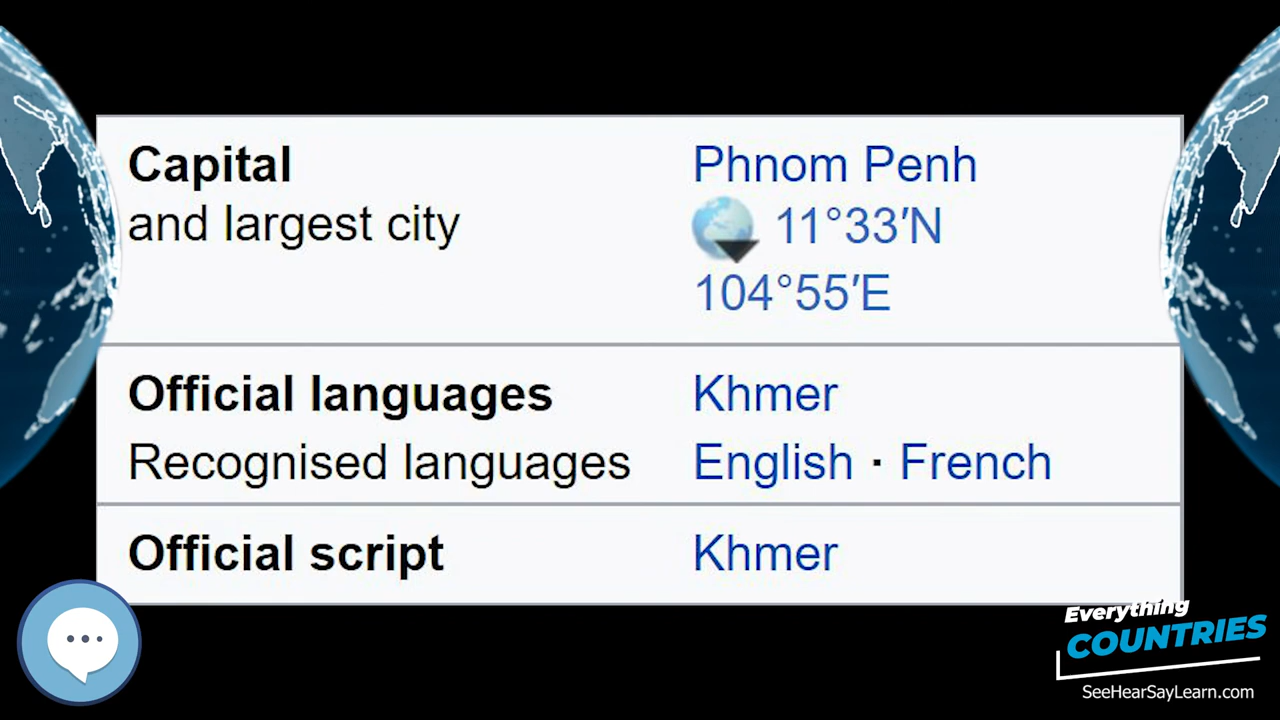 Capital
and largest city
Phnom Penh
11°33′N
104°55′E
Official languages
Khmer
Recognised languages
English · French
Official script
Khmer
Everything
COUNTRIES
SeeHearSayLearn.com